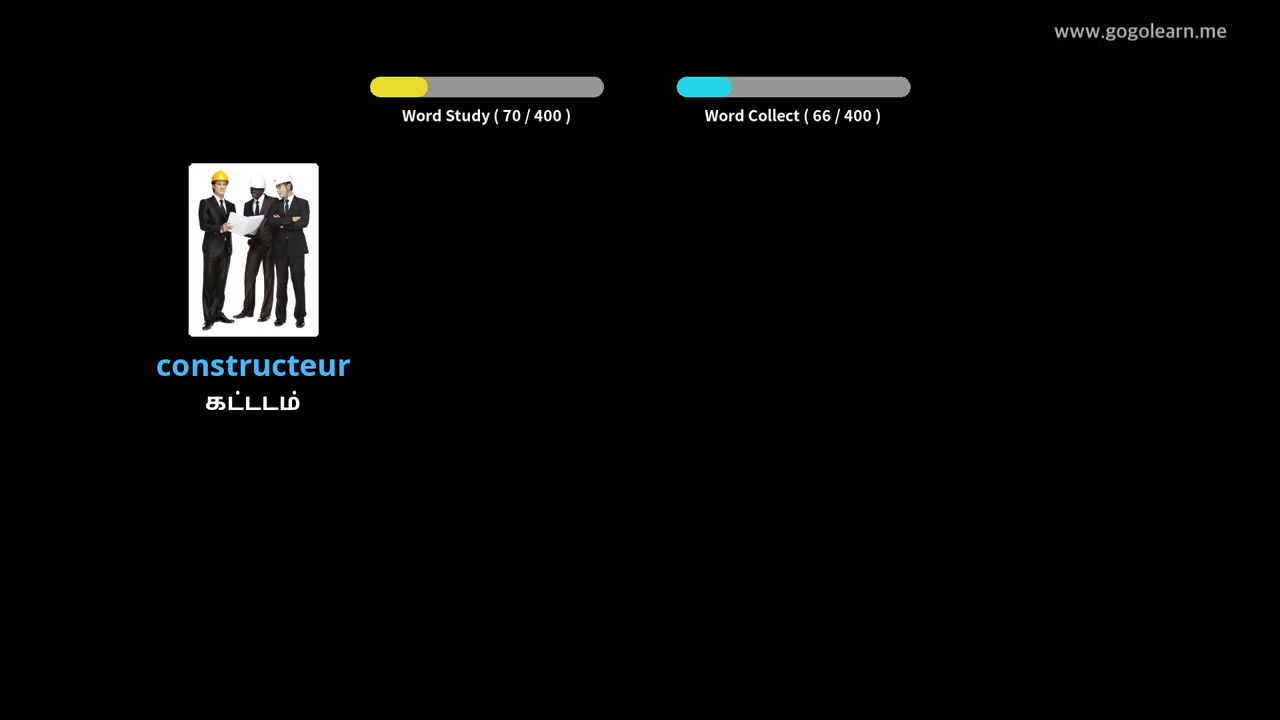 www.gogolearn.me
Word Study ( 70 / 400 )
Word Collect ( 66 / 400 )
constructeur
கட்டடம்